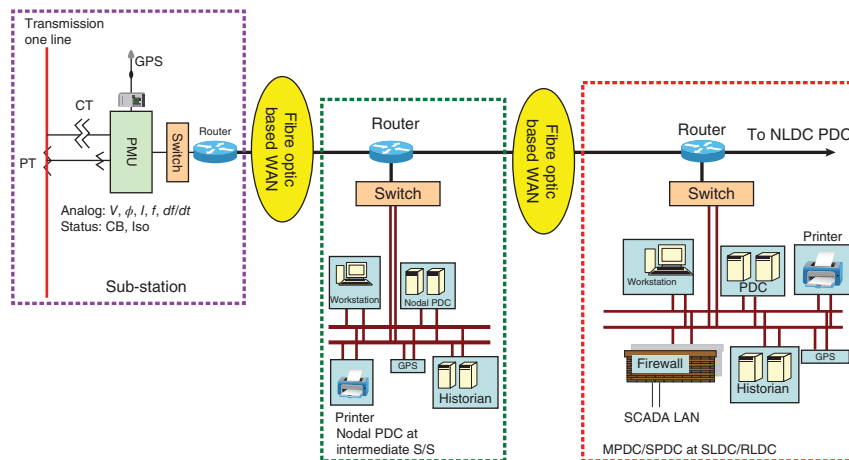 Transmission
one line
GPS
CT
PT
PMU
Switch
Router
Analog: V, ϕ, I, f, df/dt
Status: CB, Iso
Sub-station
Fibre optic
based WAN
Router
Switch
Workstation
Nodal PDC
GPS
Historian
Printer
Nodal PDC at
intermediate S/S
Fibre optic
based WAN
Router
To NLDC PDC
Switch
Printer
Workstation
PDC
Firewall
GPS
Historian
SCADA LAN
MPDC/SPDC at SLDC/RLDC